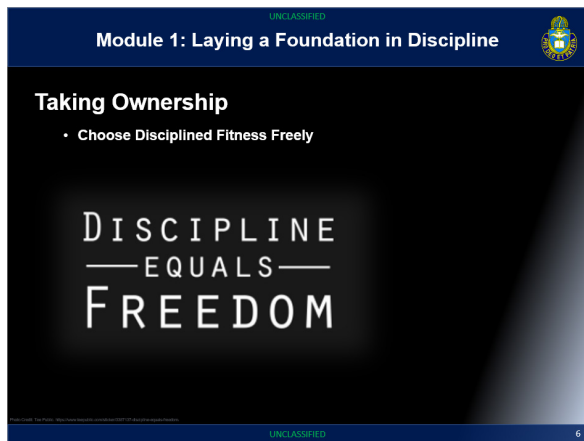 UNCLASSIFIED
Module 1: Laying a Foundation in Discipline
Taking Ownership
• Choose Disciplined Fitness Freely
DISCIPLINE
EQUALS
FREEDOM
UNCLASSIFIED
6